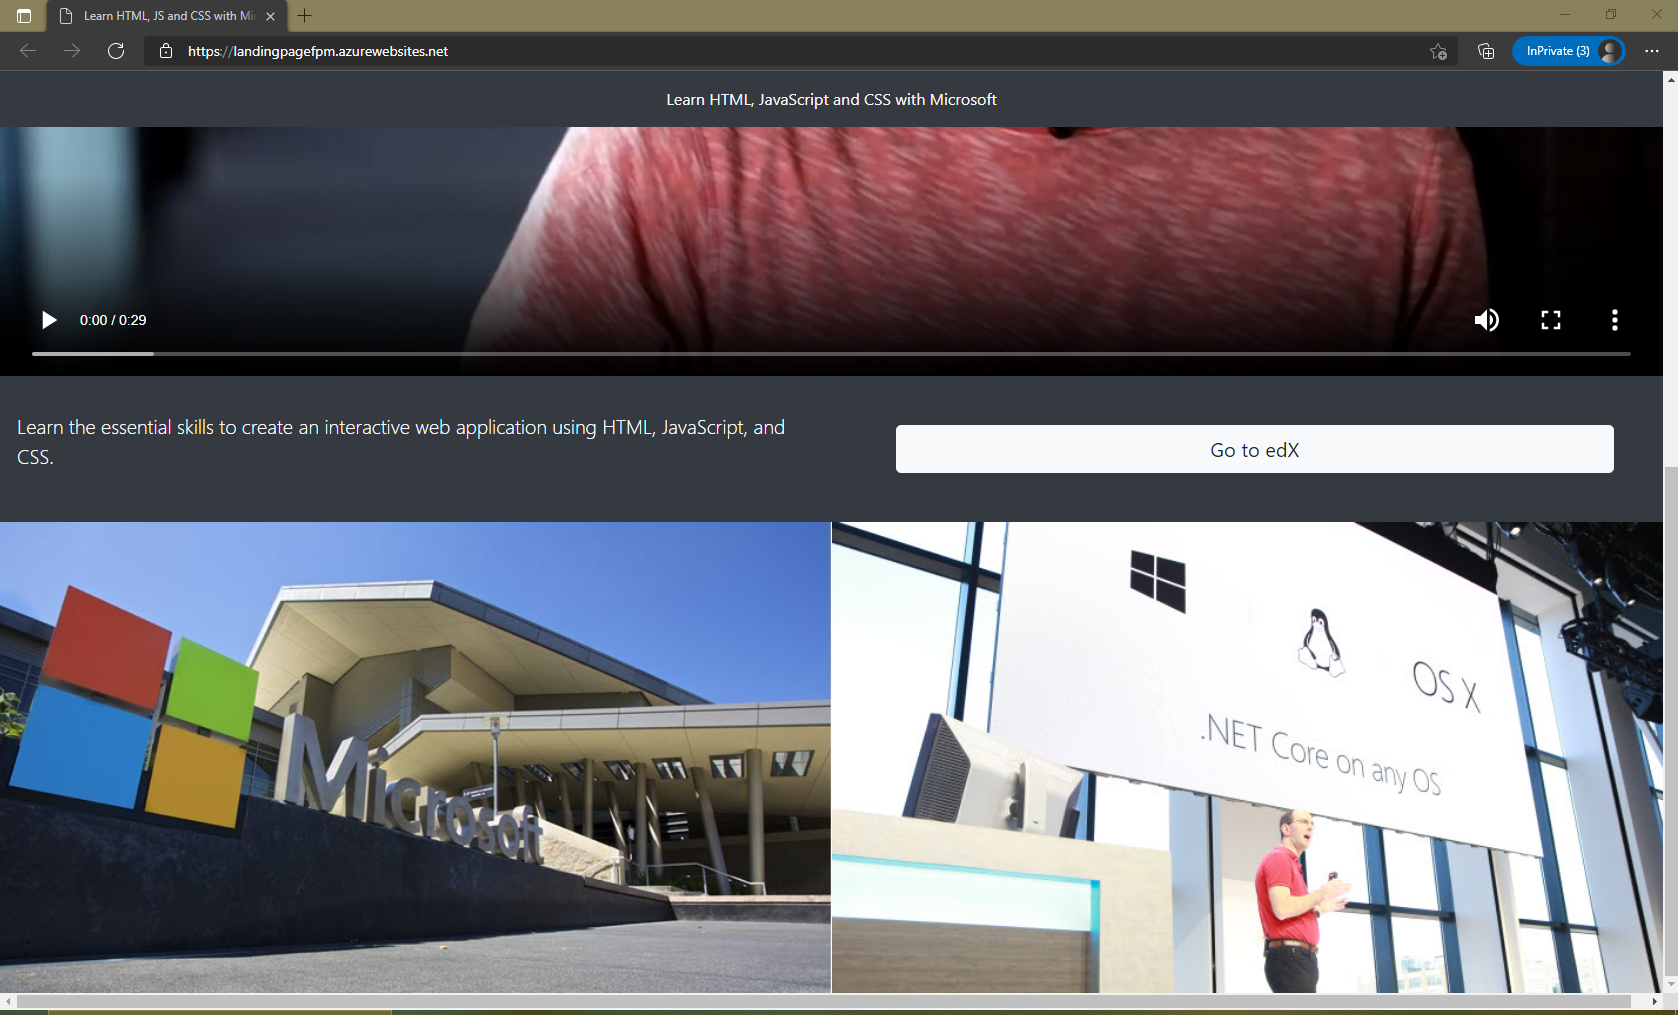 Learn HTML, JS and CSS with Mi
https://landingpagefpm.azurewebsites.net
InPrivate (3)
Learn HTML, JavaScript and CSS with Microsoft
0:00 / 0:29
Learn the essential skills to create an interactive web application using HTML, JavaScript, and
CSS.
Go to edX
Microsoft
OS X
.NET Core on any OS